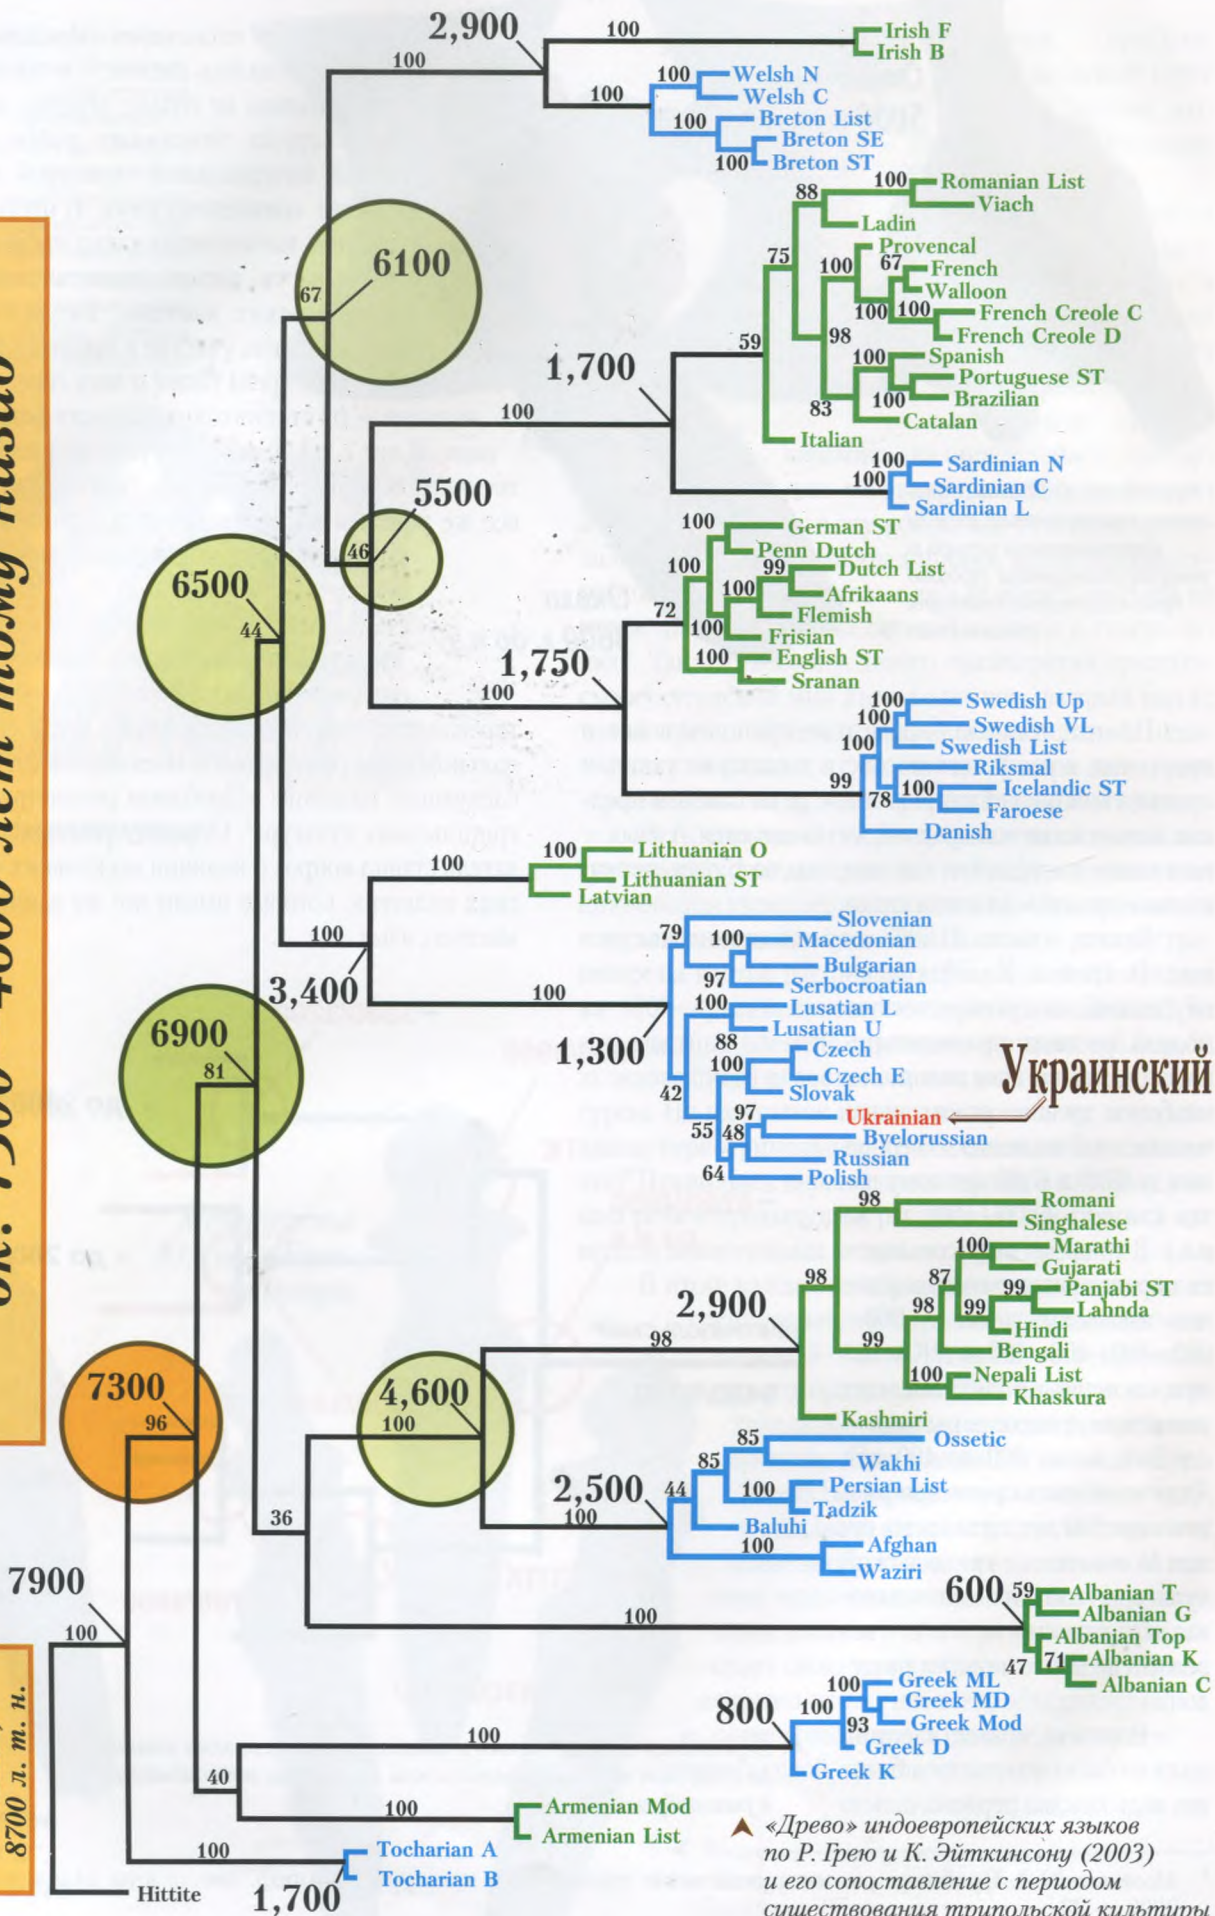 ок. 7500–4600 лет тому назад
8700 л. т. н.
2,900
100
100
Irish F
Irish B
100
100
Welsh N
Welsh C
100
Breton List
Breton SE
100
Breton ST
6100
67
88
100
Romanian List
Vlach
Ladin
75
Provencal
100
67
French
Walloon
100
100
French Creole C
French Creole D
98
59
100
Spanish
Portuguese ST
100
Brazilian
83
Catalan
Italian
1,700
100
100
Sardinian N
100
Sardinian C
Sardinian L
5500
46
100
German ST
Penn Dutch
100
99
Dutch List
100
Afrikaans
Flemish
72
100
Frisian
100
English ST
Sranan
6500
44
1,750
100
100
Swedish Up
100
Swedish VL
100
Swedish List
Riksmal
99
100
Icelandic ST
78
Faroese
Danish
100
100
Lithuanian O
Lithuanian ST
Latvian
100
3,400
79
Slovenian
100
Macedonian
Bulgarian
97
Serbocroatian
100
100
Lusatian L
Lusatian U
1,300
88
Czech
100
Czech E
42
Slovak
Украинский
97
Ukrainian
55
48
Byelorussian
Russian
64
Polish
6900
81
98
Romani
Singhalese
100
Marathi
Gujarati
98
87
99
Panjabi ST
98
99
Lahnda
2,900
Hindi
98
99
Bengali
100
Nepali List
Khaskura
Kashmiri
7300
96
4,600
100
85
Ossetic
85
Wakhi
2,500
44
100
Persian List
Tadzik
100
Baluhi
100
Afghan
Waziri
36
7900
600
59
Albanian T
Albanian G
100
Albanian Top
71
Albanian K
47
Albanian C
100
100
Greek ML
800
100
Greek MD
93
Greek Mod
100
Greek D
Greek K
40
100
Armenian Mod
Armenian List
100
Tocharian A
Tocharian B
1,700
Hittite
«Древо» индоевропейских языков
по Р. Грею и К. Эйткинсону (2003)
и его сопоставление с периодом
существования трипольской культуры